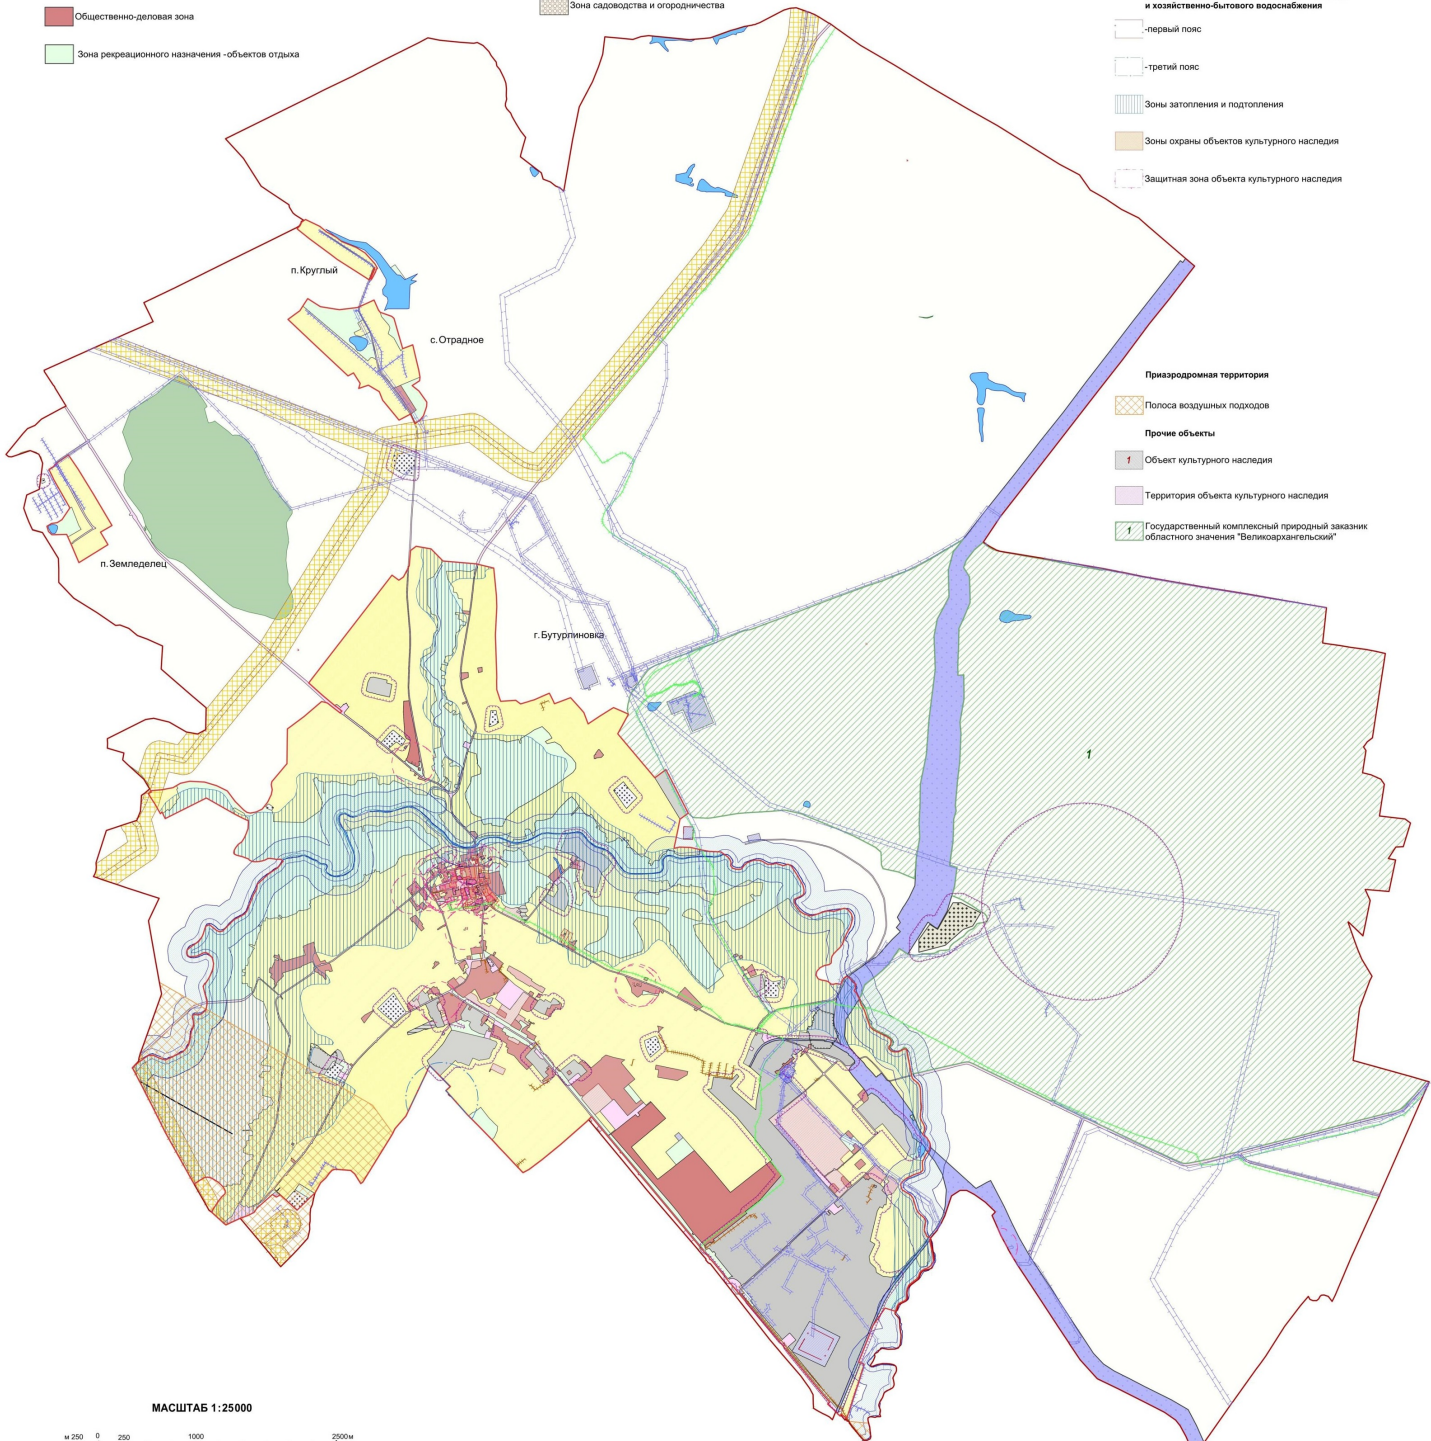 Общественно-деловая зона
Зона рекреационного назначения -объектов отдыха
Зона садоводства и огородничества
и хозяйственно-бытового водоснабжения
-первый пояс
-третий пояс
Зоны затопления и подтопления
Зоны охраны объектов культурного наследия
Защитная зона объекта культурного наследия
Приаэродромная территория
Полоса воздушных подходов
Прочие объекты
1 Объект культурного наследия
Территория объекта культурного наследия
1 Государственный комплексный природный заказник
областного значения "Великоархангельский"
п.Круглый
с.Отрадное
п.Земледелец
г.Бутурлиновка
1
МАСШТАБ 1:25000
м 250 0 250 1000 2500м